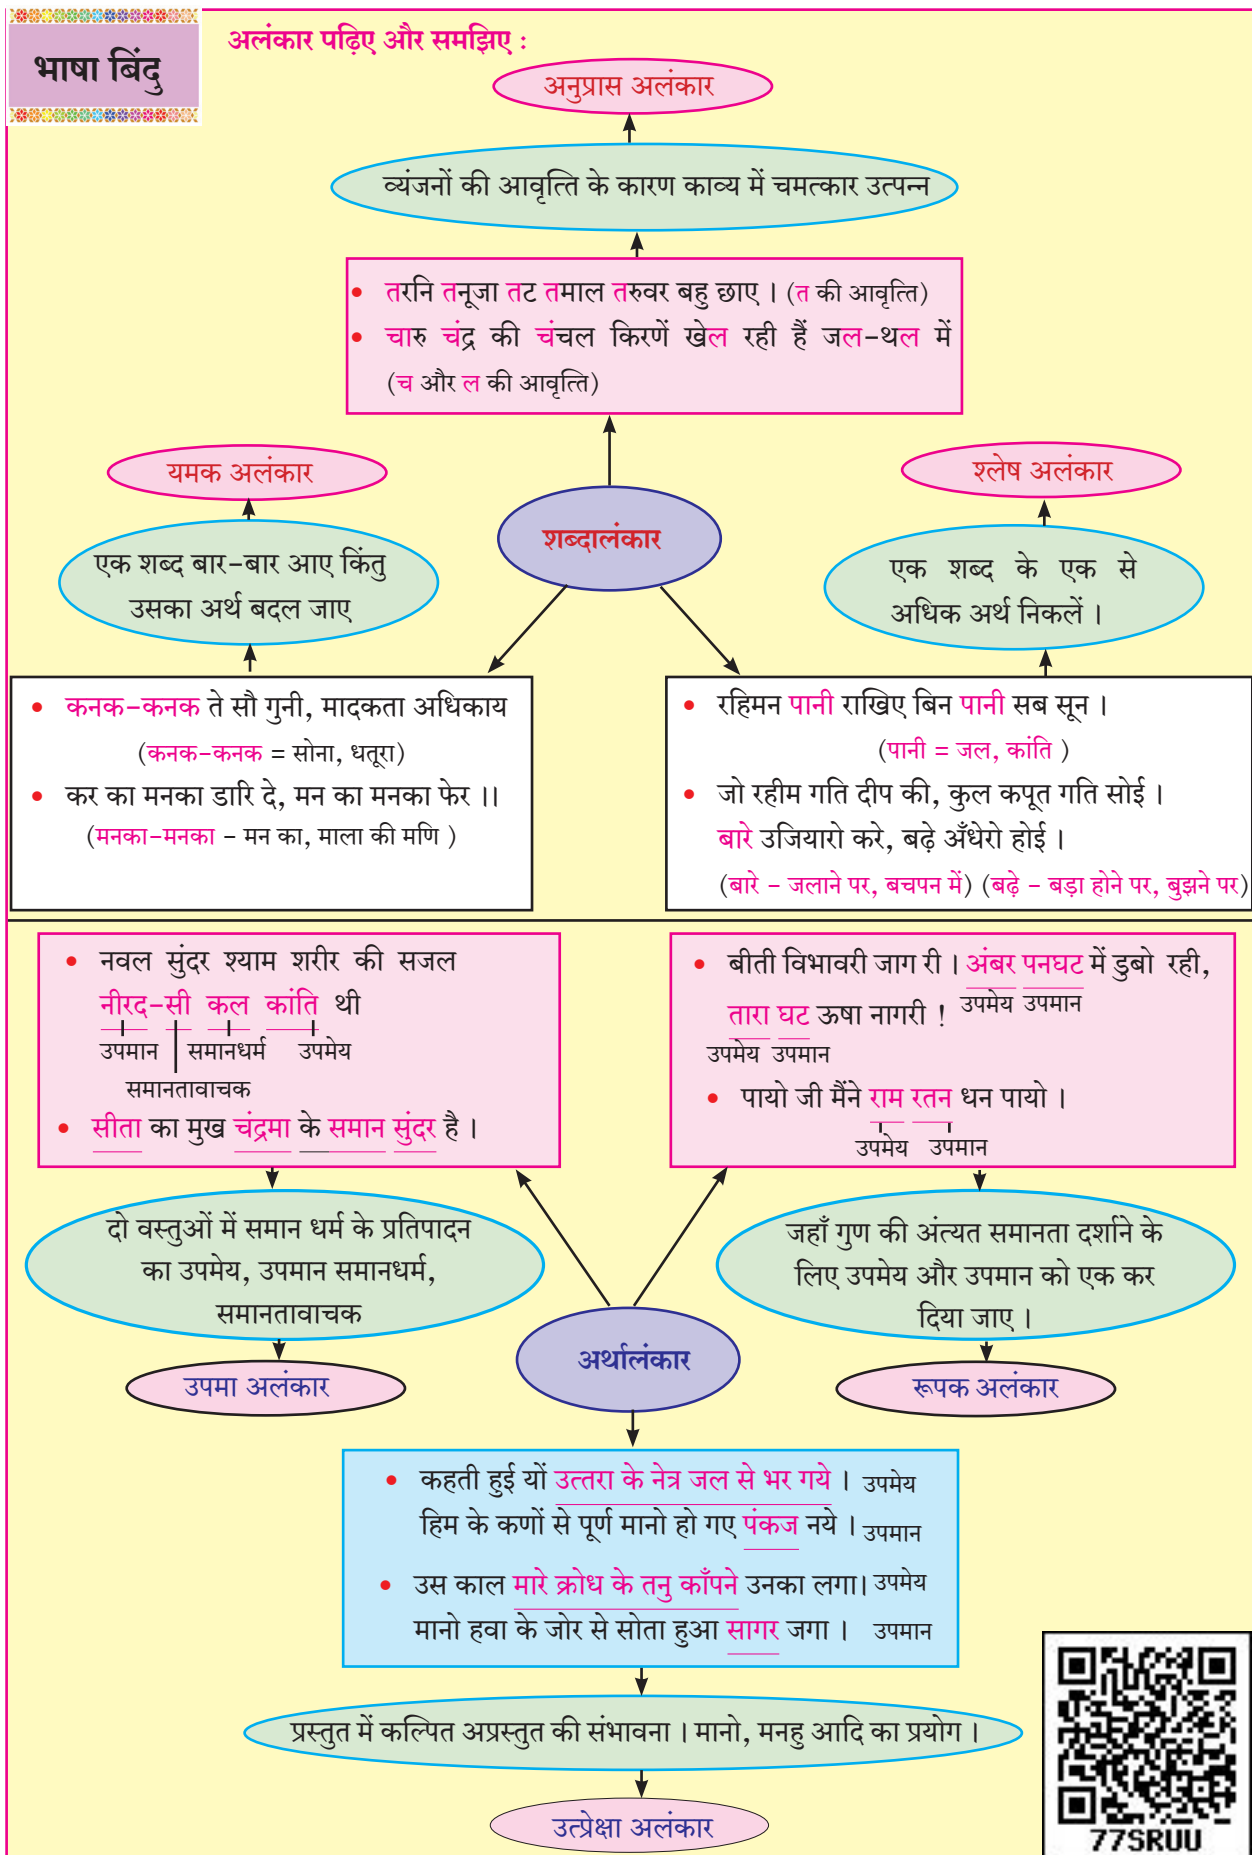 भाषा बिंदु
अलंकार पढ़िए और समझिए :
अनुप्रास अलंकार
व्यंजनों की आवृत्ति के कारण काव्य में चमत्कार उत्पन्न
• तरनि तनूजा तट तमाल तरुवर बहु छाए । (त की आवृत्ति)
• चारु चंद्र की चंचल किरणें खेल रही हैं जल-थल में
(च और ल की आवृत्ति)
यमक अलंकार
श्लेष अलंकार
शब्दालंकार
एक शब्द बार-बार आए किंतु
उसका अर्थ बदल जाए
एक शब्द के एक से
अधिक अर्थ निकलें ।
• कनक-कनक ते सौ गुनी, मादकता अधिकाय
(कनक-कनक = सोना, धतूरा)
• कर का मनका डारि दे, मन का मनका फेर ।।
(मनका-मनका - मन का, माला की मणि )
• रहिमन पानी राखिए बिन पानी सब सून ।
(पानी = जल, कांति )
• जो रहीम गति दीप की, कुल कपूत गति सोई ।
बारे उजियारो करे, बढ़े अँधेरो होई ।
(बारे - जलाने पर, बचपन में) (बढ़े - बड़ा होने पर, बुझने पर)
• नवल सुंदर श्याम शरीर की सजल
नीरद-सी कल कांति थी
उपमान समानधर्म उपमेय
समानतावाचक
• सीता का मुख चंद्रमा के समान सुंदर है ।
• बीती विभावरी जाग री । अंबर पनघट में डुबो रही,
उपमेय उपमान
तारा घट ऊषा नागरी !
उपमेय उपमान
• पायो जी मैंने राम रतन धन पायो ।
उपमेय उपमान
दो वस्तुओं में समान धर्म के प्रतिपादन
का उपमेय, उपमान समानधर्म,
समानतावाचक
जहाँ गुण की अंत्यत समानता दर्शाने के
लिए उपमेय और उपमान को एक कर
दिया जाए ।
अर्थालंकार
उपमा अलंकार
रूपक अलंकार
• कहती हुई यों उत्तरा के नेत्र जल से भर गये । उपमेय
हिम के कणों से पूर्ण मानो हो गए पंकज नये । उपमान
• उस काल मारे क्रोध के तनु काँपने उनका लगा। उपमेय
मानो हवा के जोर से सोता हुआ सागर जगा । उपमान
प्रस्तुत में कल्पित अप्रस्तुत की संभावना । मानो, मनहु आदि का प्रयोग ।
उत्प्रेक्षा अलंकार
77SRUU